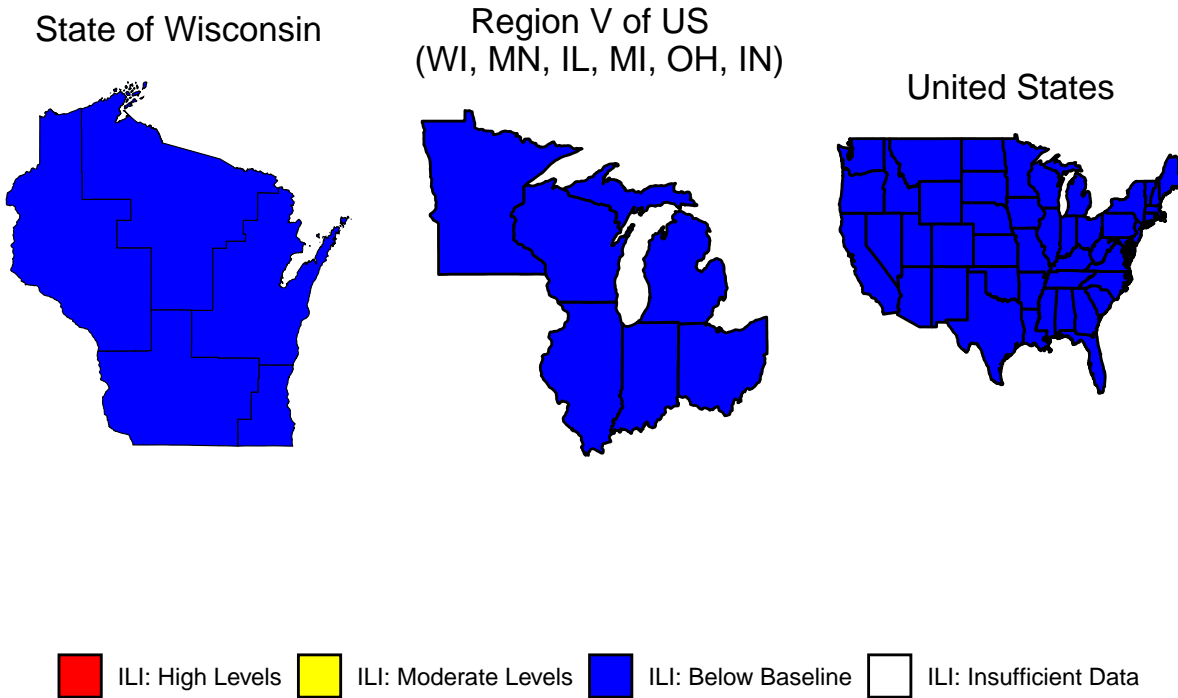 State of Wisconsin
Region V of US
(WI, MN, IL, MI, OH, IN)
United States
ILI: High Levels
ILI: Moderate Levels
ILI: Below Baseline
ILI: Insufficient Data